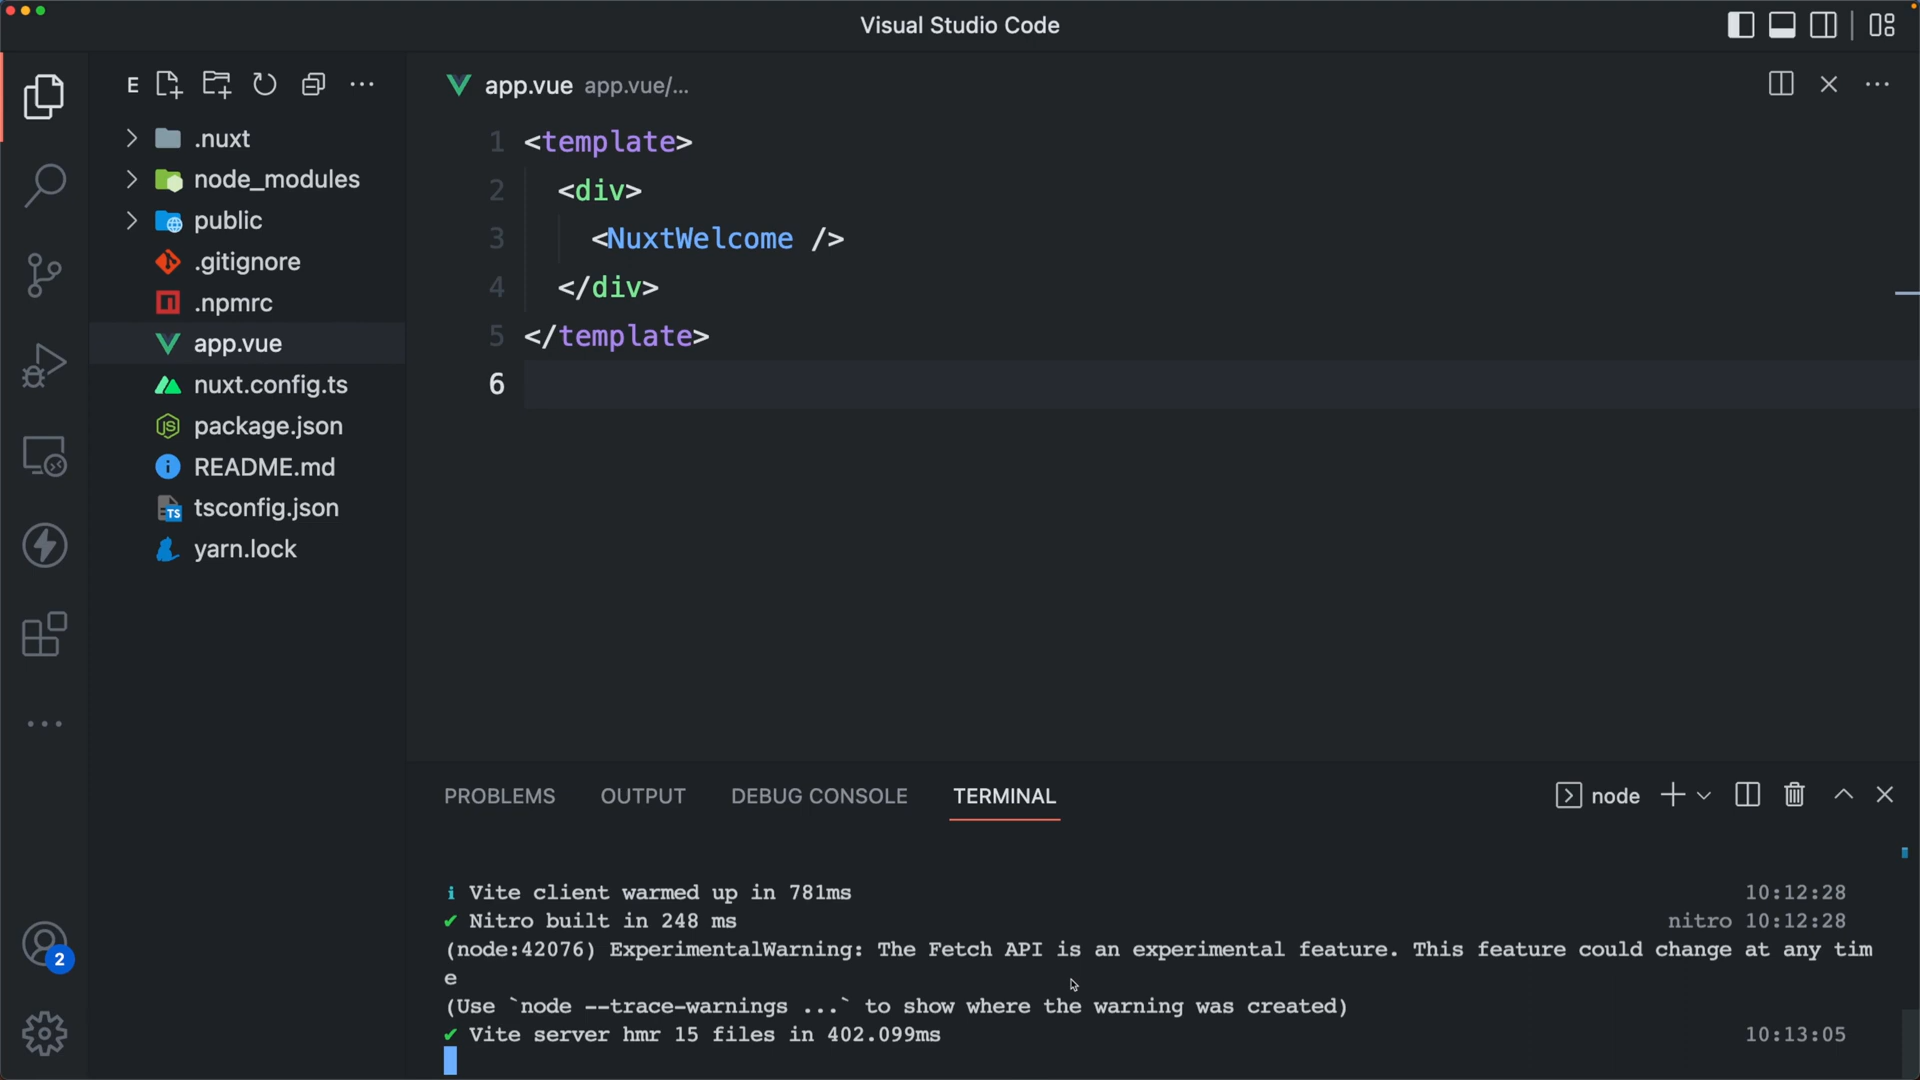 Visual Studio Code
E
app.vue app.vue/...
.nuxt
node_modules
public
.gitignore
.npmrc
app.vue
nuxt.config.ts
package.json
README.md
tsconfig.json
yarn.lock
1 <template>
2 <div>
3 <NuxtWelcome />
4 </div>
5 </template>
6
PROBLEMS OUTPUT DEBUG CONSOLE TERMINAL node
i Vite client warmed up in 781ms 10:12:28
✔ Nitro built in 248 ms nitro 10:12:28
(node:42076) ExperimentalWarning: The Fetch API is an experimental feature. This feature could change at any tim
e
(Use `node --trace-warnings ...` to show where the warning was created)
✔ Vite server hmr 15 files in 402.099ms 10:13:05
2